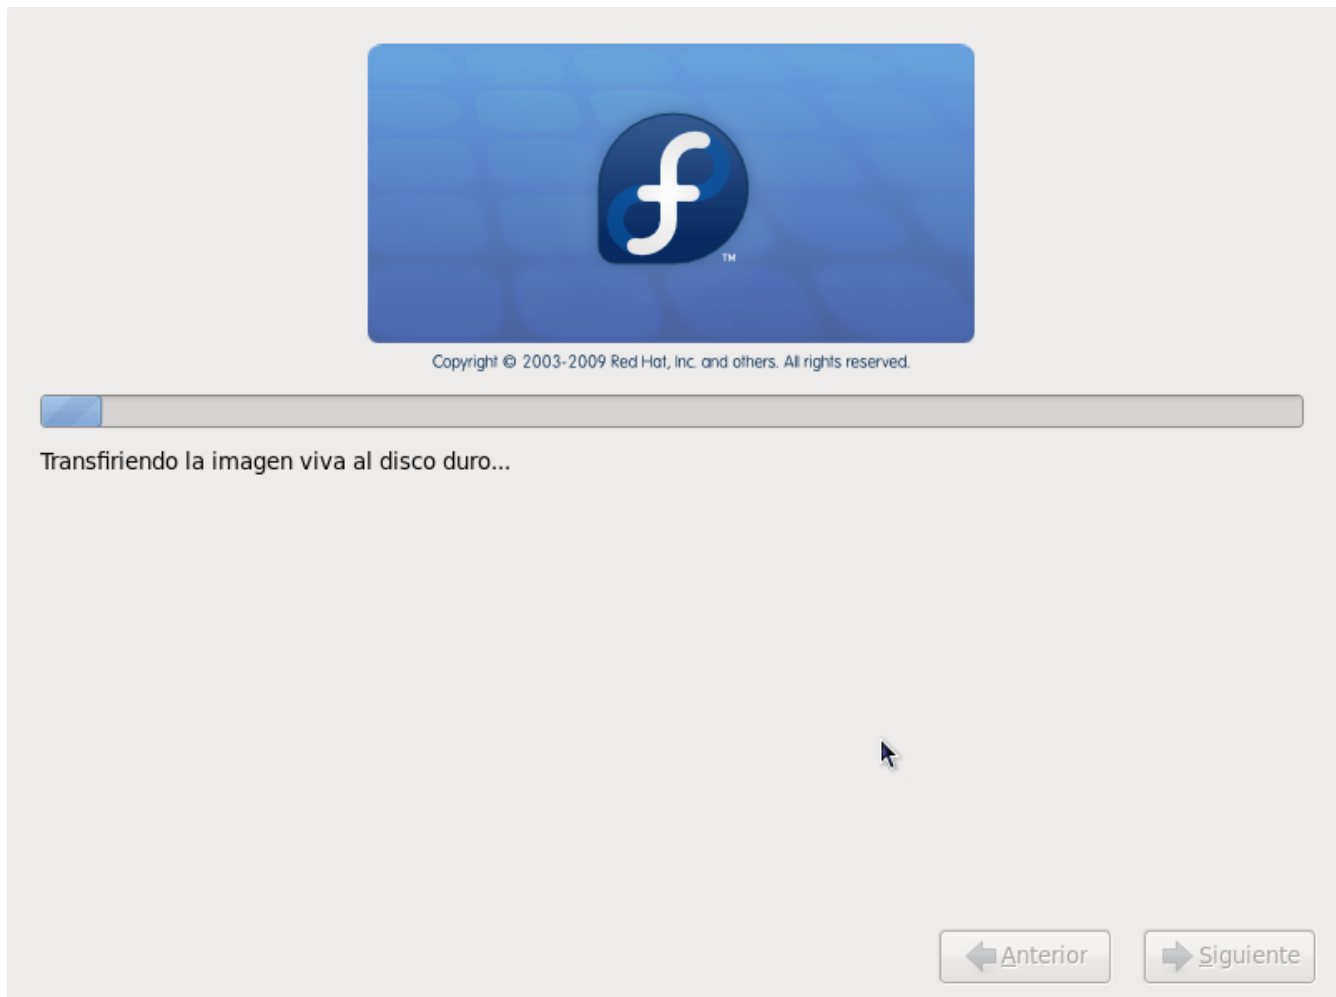 TM
Copyright © 2003-2009 Red Hat, Inc. and others. All rights reserved.
Transfiriendo la imagen viva al disco duro...
Anterior
Siguiente